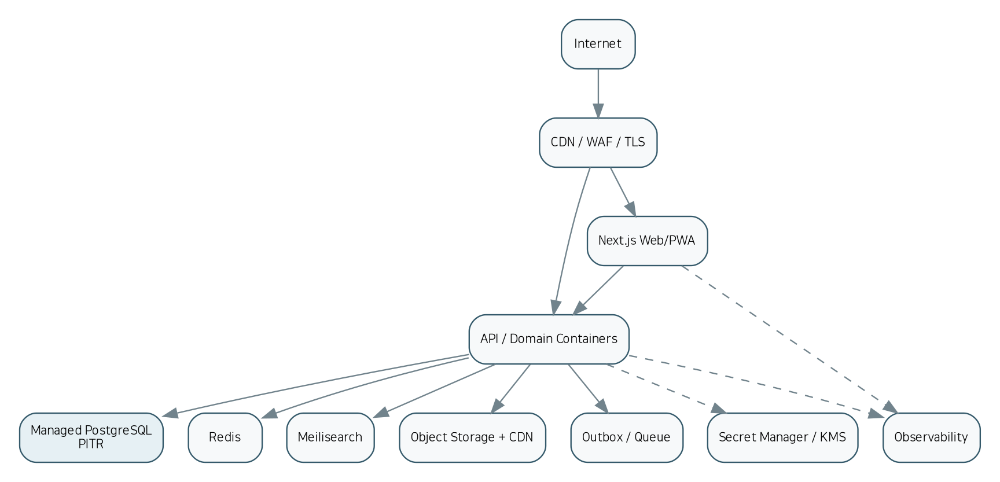 Internet
CDN / WAF / TLS
Next.js Web/PWA
API / Domain Containers
Managed PostgreSQL
PITR
Redis
Meilisearch
Object Storage + CDN
Outbox / Queue
Secret Manager / KMS
Observability